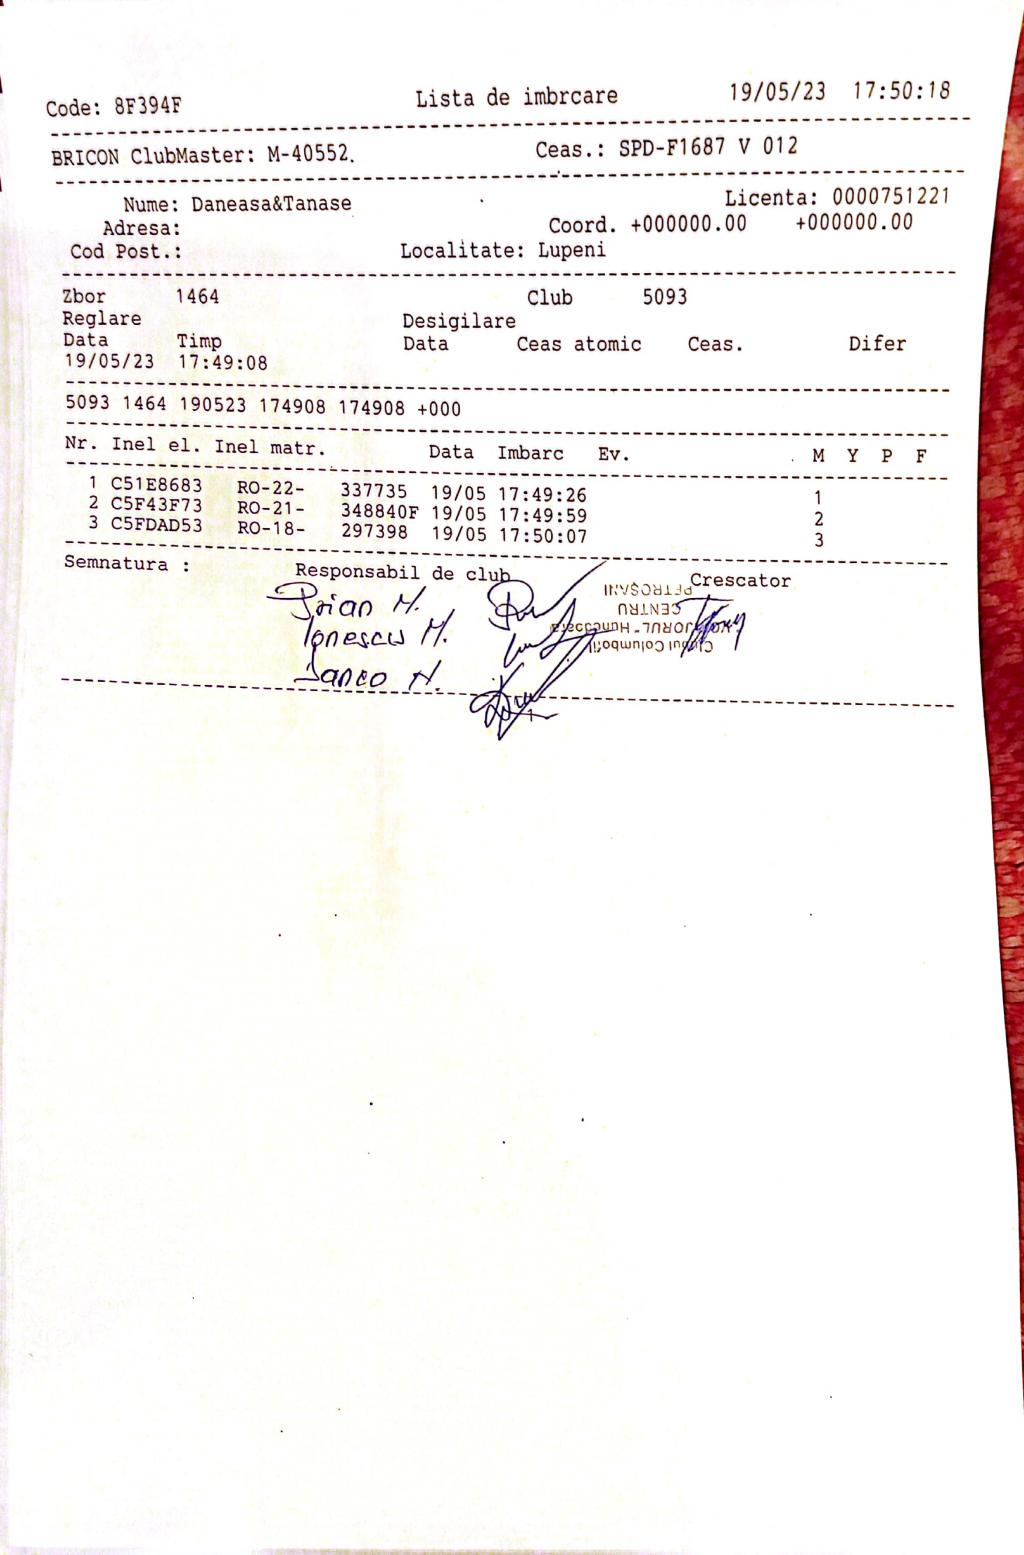 Code: 8F394F Lista de imbrcare 19/05/23 17:50:18
BRICON ClubMaster: M-40552. Ceas.: SPD-F1687 V 012
Nume: Daneasa&Tanase Licenta: 0000751221
Adresa: Coord. +000000.00 +000000.00
Cod Post.: Localitate: Lupeni
Zbor 1464 Club 5093
Reglare Desigilare
Data Timp Data Ceas atomic Ceas. Difer
19/05/23 17:49:08
5093 1464 190523 174908 174908 +000
Nr. Inel el. Inel matr. Data Imbarc Ev. M Y P F
1 C51E8683 RO-22- 337735 19/05 17:49:26 1
2 C5F43F73 RO-21- 348840F 19/05 17:49:59 2
3 C5FDAD53 RO-18- 297398 19/05 17:50:07 3
Semnatura : Responsabil de club Crescator
M.
Ionescu M.
Columbofil
JORUL - Hunedoara
CENTRU
PETROȘANI